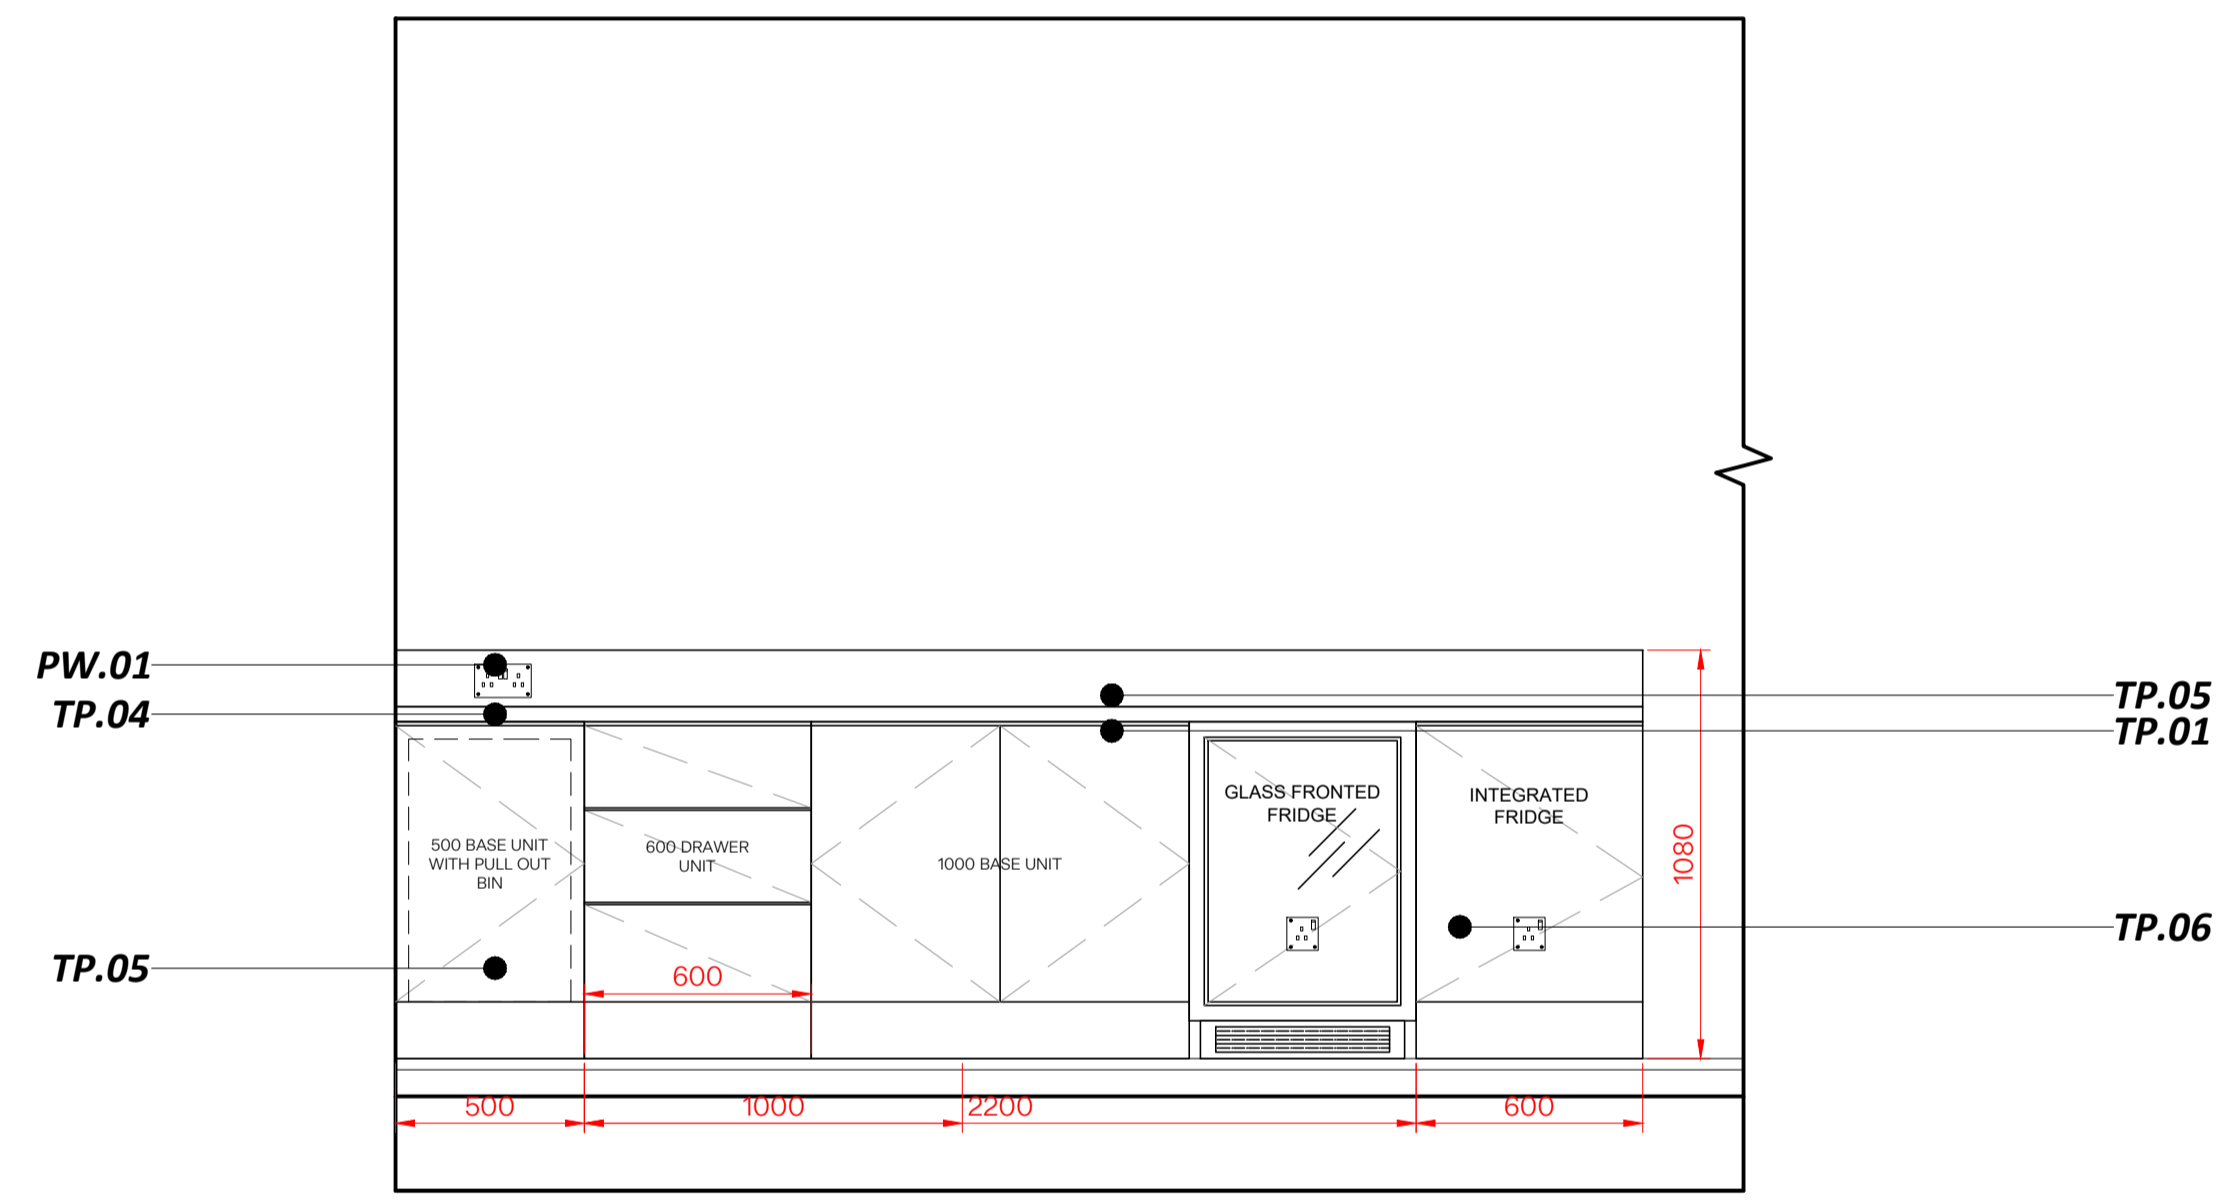 PW.01
TP.04
TP.05
TP.01
GLASS FRONTED
FRIDGE
INTEGRATED
FRIDGE
500 BASE UNIT
WITH PULL OUT
BIN
600 DRAWER
UNIT
1000 BASE UNIT
1080
TP.06
TP.05
600
500
1000
2200
600